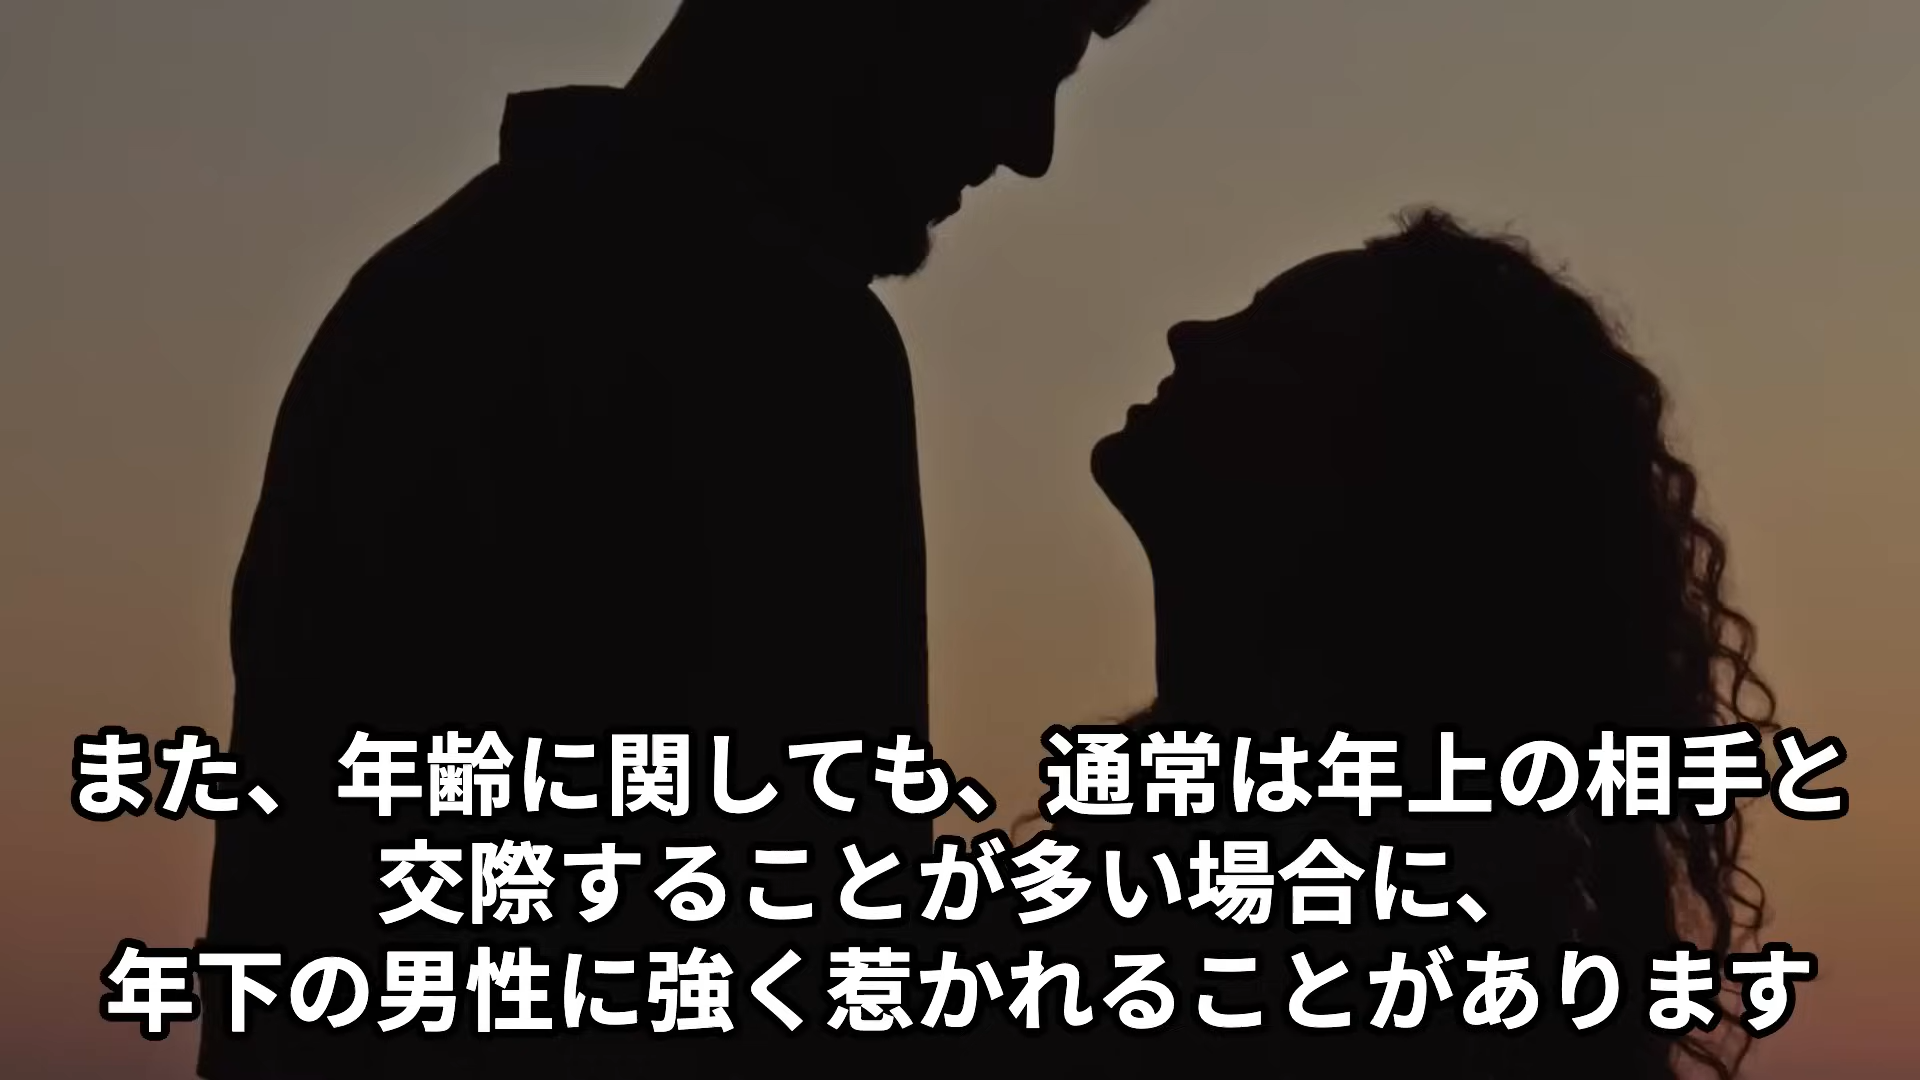 また、年齢に関しても、通常は年上の相手と
交際することが多い場合に、
年下の男性に強く惹かれることがあります